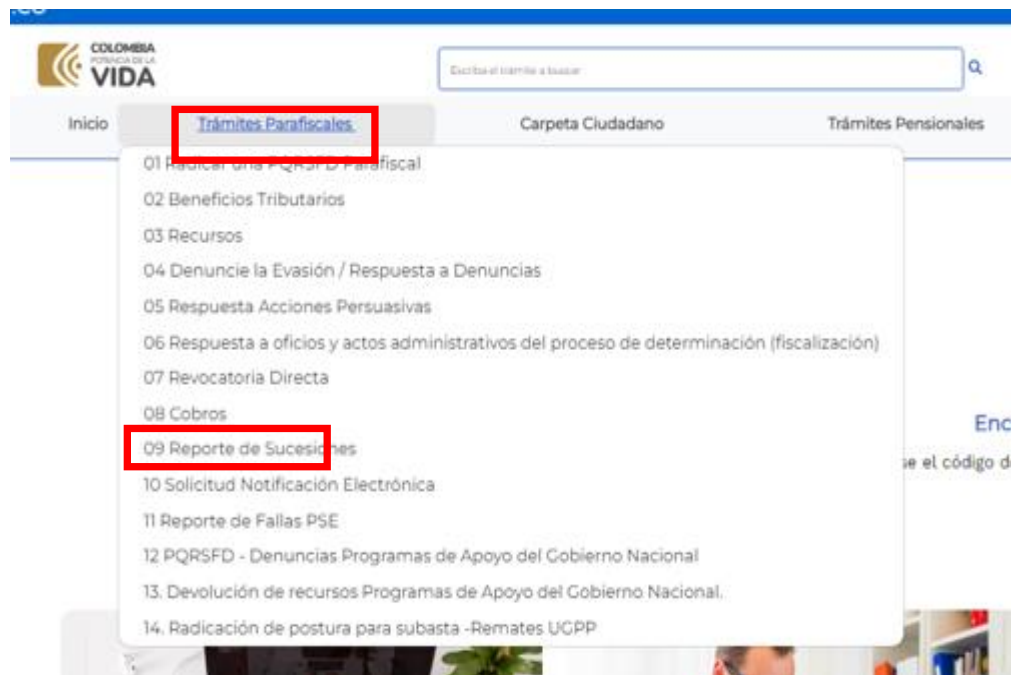 COLOMBIA
POTENCIA DE LA
VIDA
Escriba el trámite a buscar
Inicio
Trámites Parafiscales
Carpeta Ciudadano
Trámites Pensionales
01 Radicar una PQRSFD Parafiscal
02 Beneficios Tributarios
03 Recursos
04 Denuncie la Evasión / Respuesta a Denuncias
05 Respuesta Acciones Persuasivas
06 Respuesta a oficios y actos administrativos del proceso de determinación (fiscalización)
07 Revocatoria Directa
08 Cobros
Enc
09 Reporte de Sucesiones
se el código d
10 Solicitud Notificación Electrónica
11 Reporte de Fallas PSE
12 PQRSFD - Denuncias Programas de Apoyo del Gobierno Nacional
13. Devolución de recursos Programas de Apoyo del Gobierno Nacional.
14. Radicación de postura para subasta -Remates UGPP